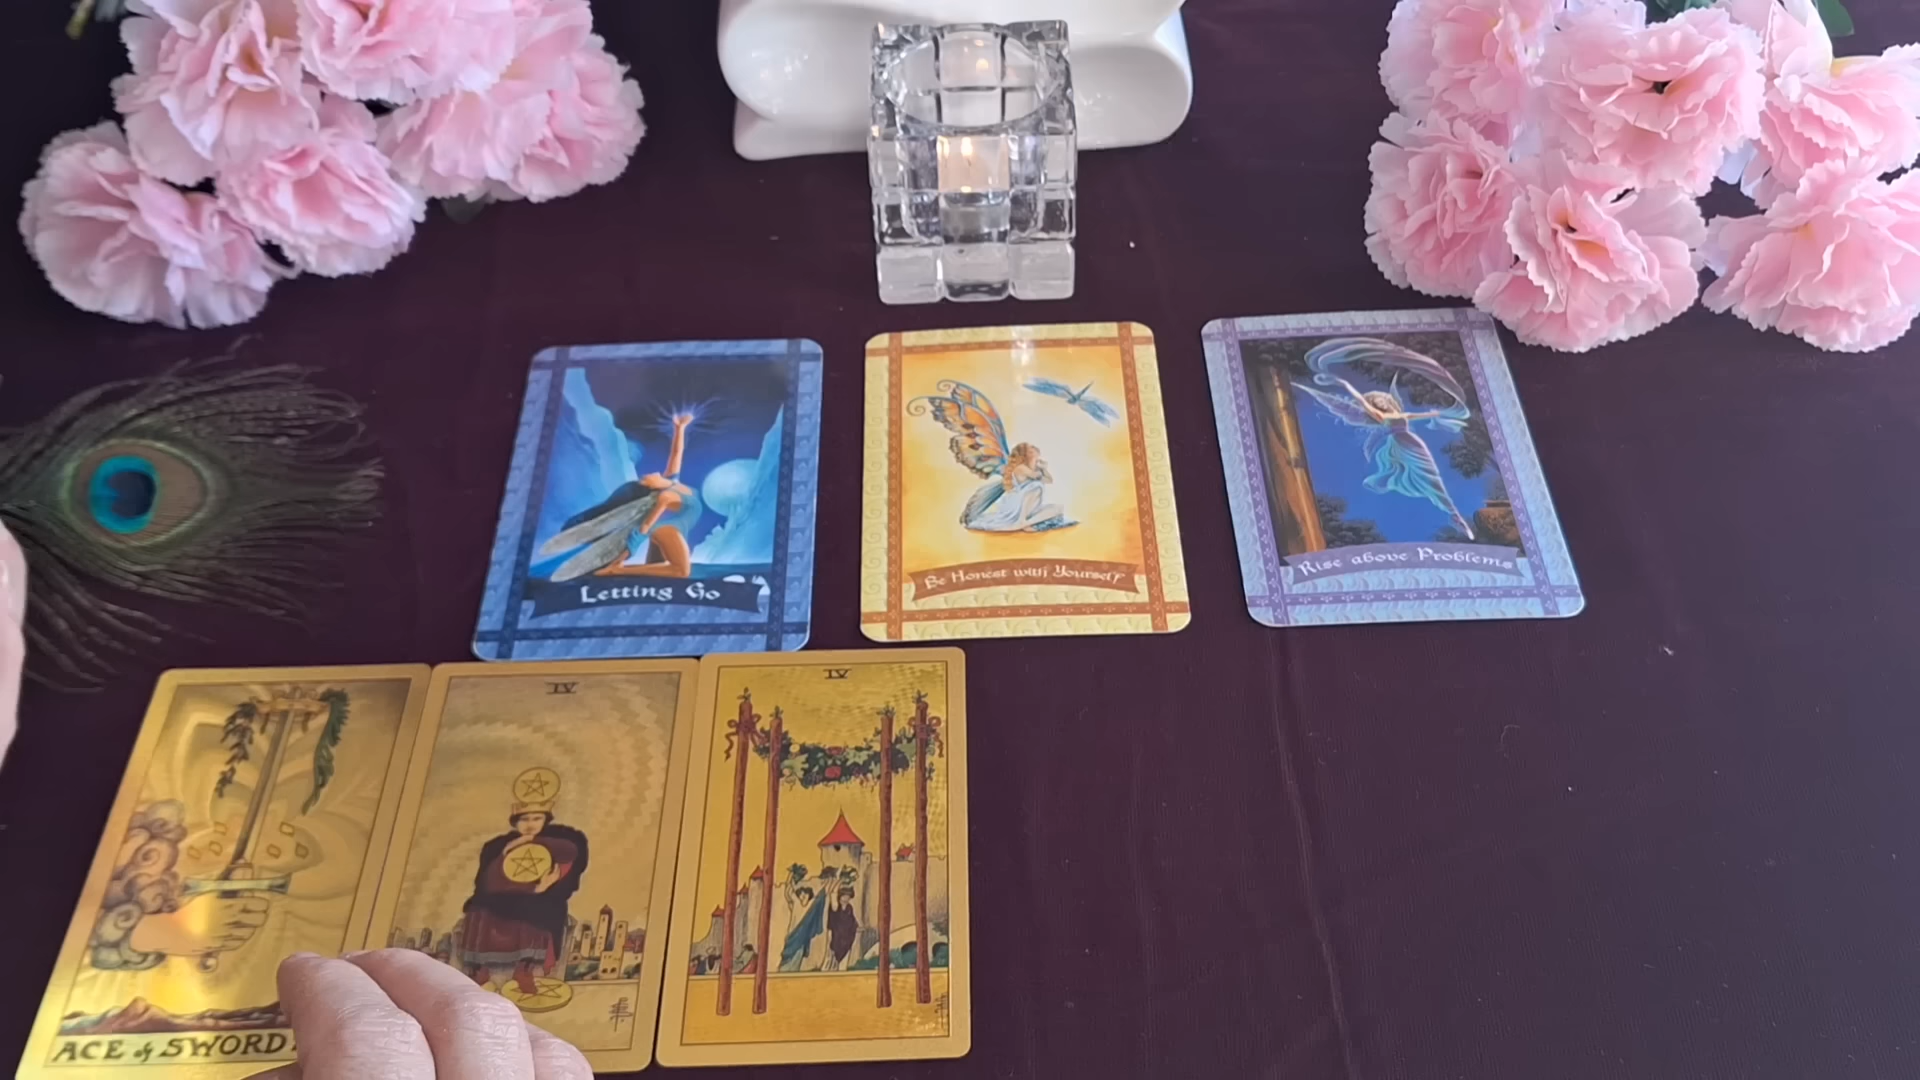 Letting Go
Be Honest with Yourself
Rise above Problems
IV
IV
ACE of SWORD